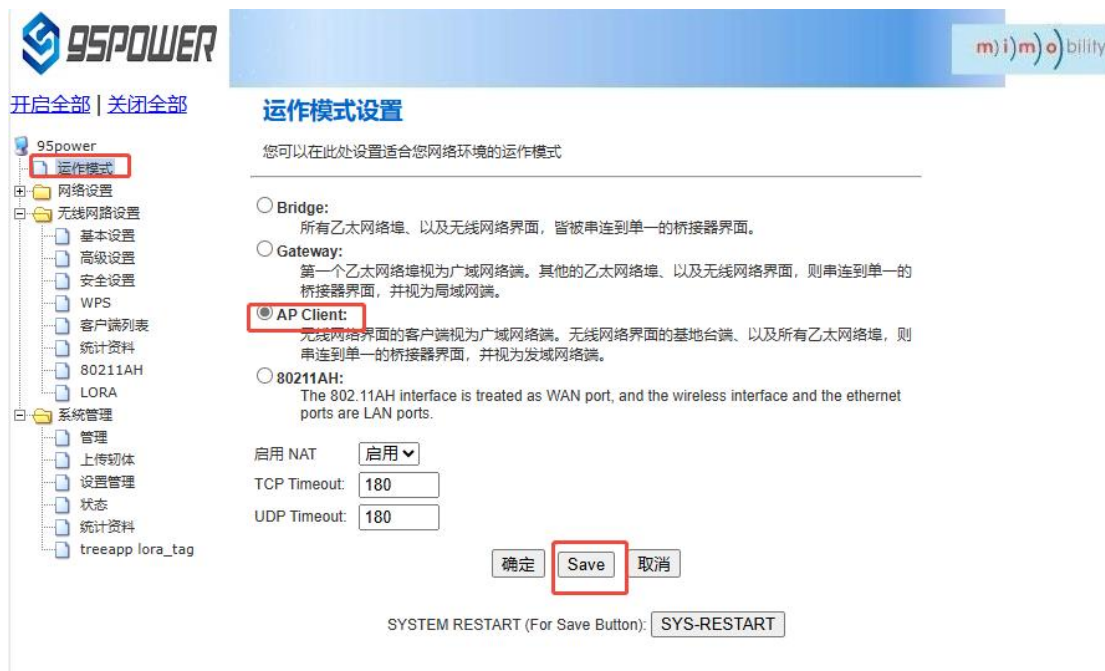 95POWER
m)i)m)o)bility
开启全部 | 关闭全部
95power
运作模式
网络设置
无线网路设置
基本设置
高级设置
安全设置
WPS
客户端列表
统计资料
80211AH
LORA
系统管理
管理
上传轫体
设置管理
状态
统计资料
treeapp lora_tag
运作模式设置
您可以在此处设置适合您网络环境的运作模式
Bridge:
所有乙太网络埠、以及无线网络界面，皆被串连到单一的桥接器界面。
Gateway:
第一个乙太网络埠视为广域网络端。其他的乙太网络埠、以及无线网络界面，则串连到单一的
桥接器界面，并视为局域网端。
AP Client:
无线网络界面的客户端视为广域网络端。无线网络界面的基地台端、以及所有乙太网络埠，则
串连到单一的桥接器界面，并视为发域网络端。
80211AH:
The 802.11AH interface is treated as WAN port, and the wireless interface and the ethernet
ports are LAN ports.
启用 NAT 启用
TCP Timeout: 180
UDP Timeout: 180
确定 Save 取消
SYSTEM RESTART (For Save Button): SYS-RESTART